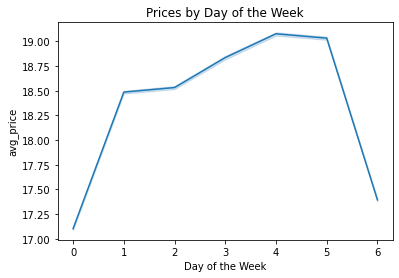 Prices by Day of the Week
avg_price
19.00
18.75
18.50
18.25
18.00
17.75
17.50
17.25
17.00
0 1 2 3 4 5 6
Day of the Week